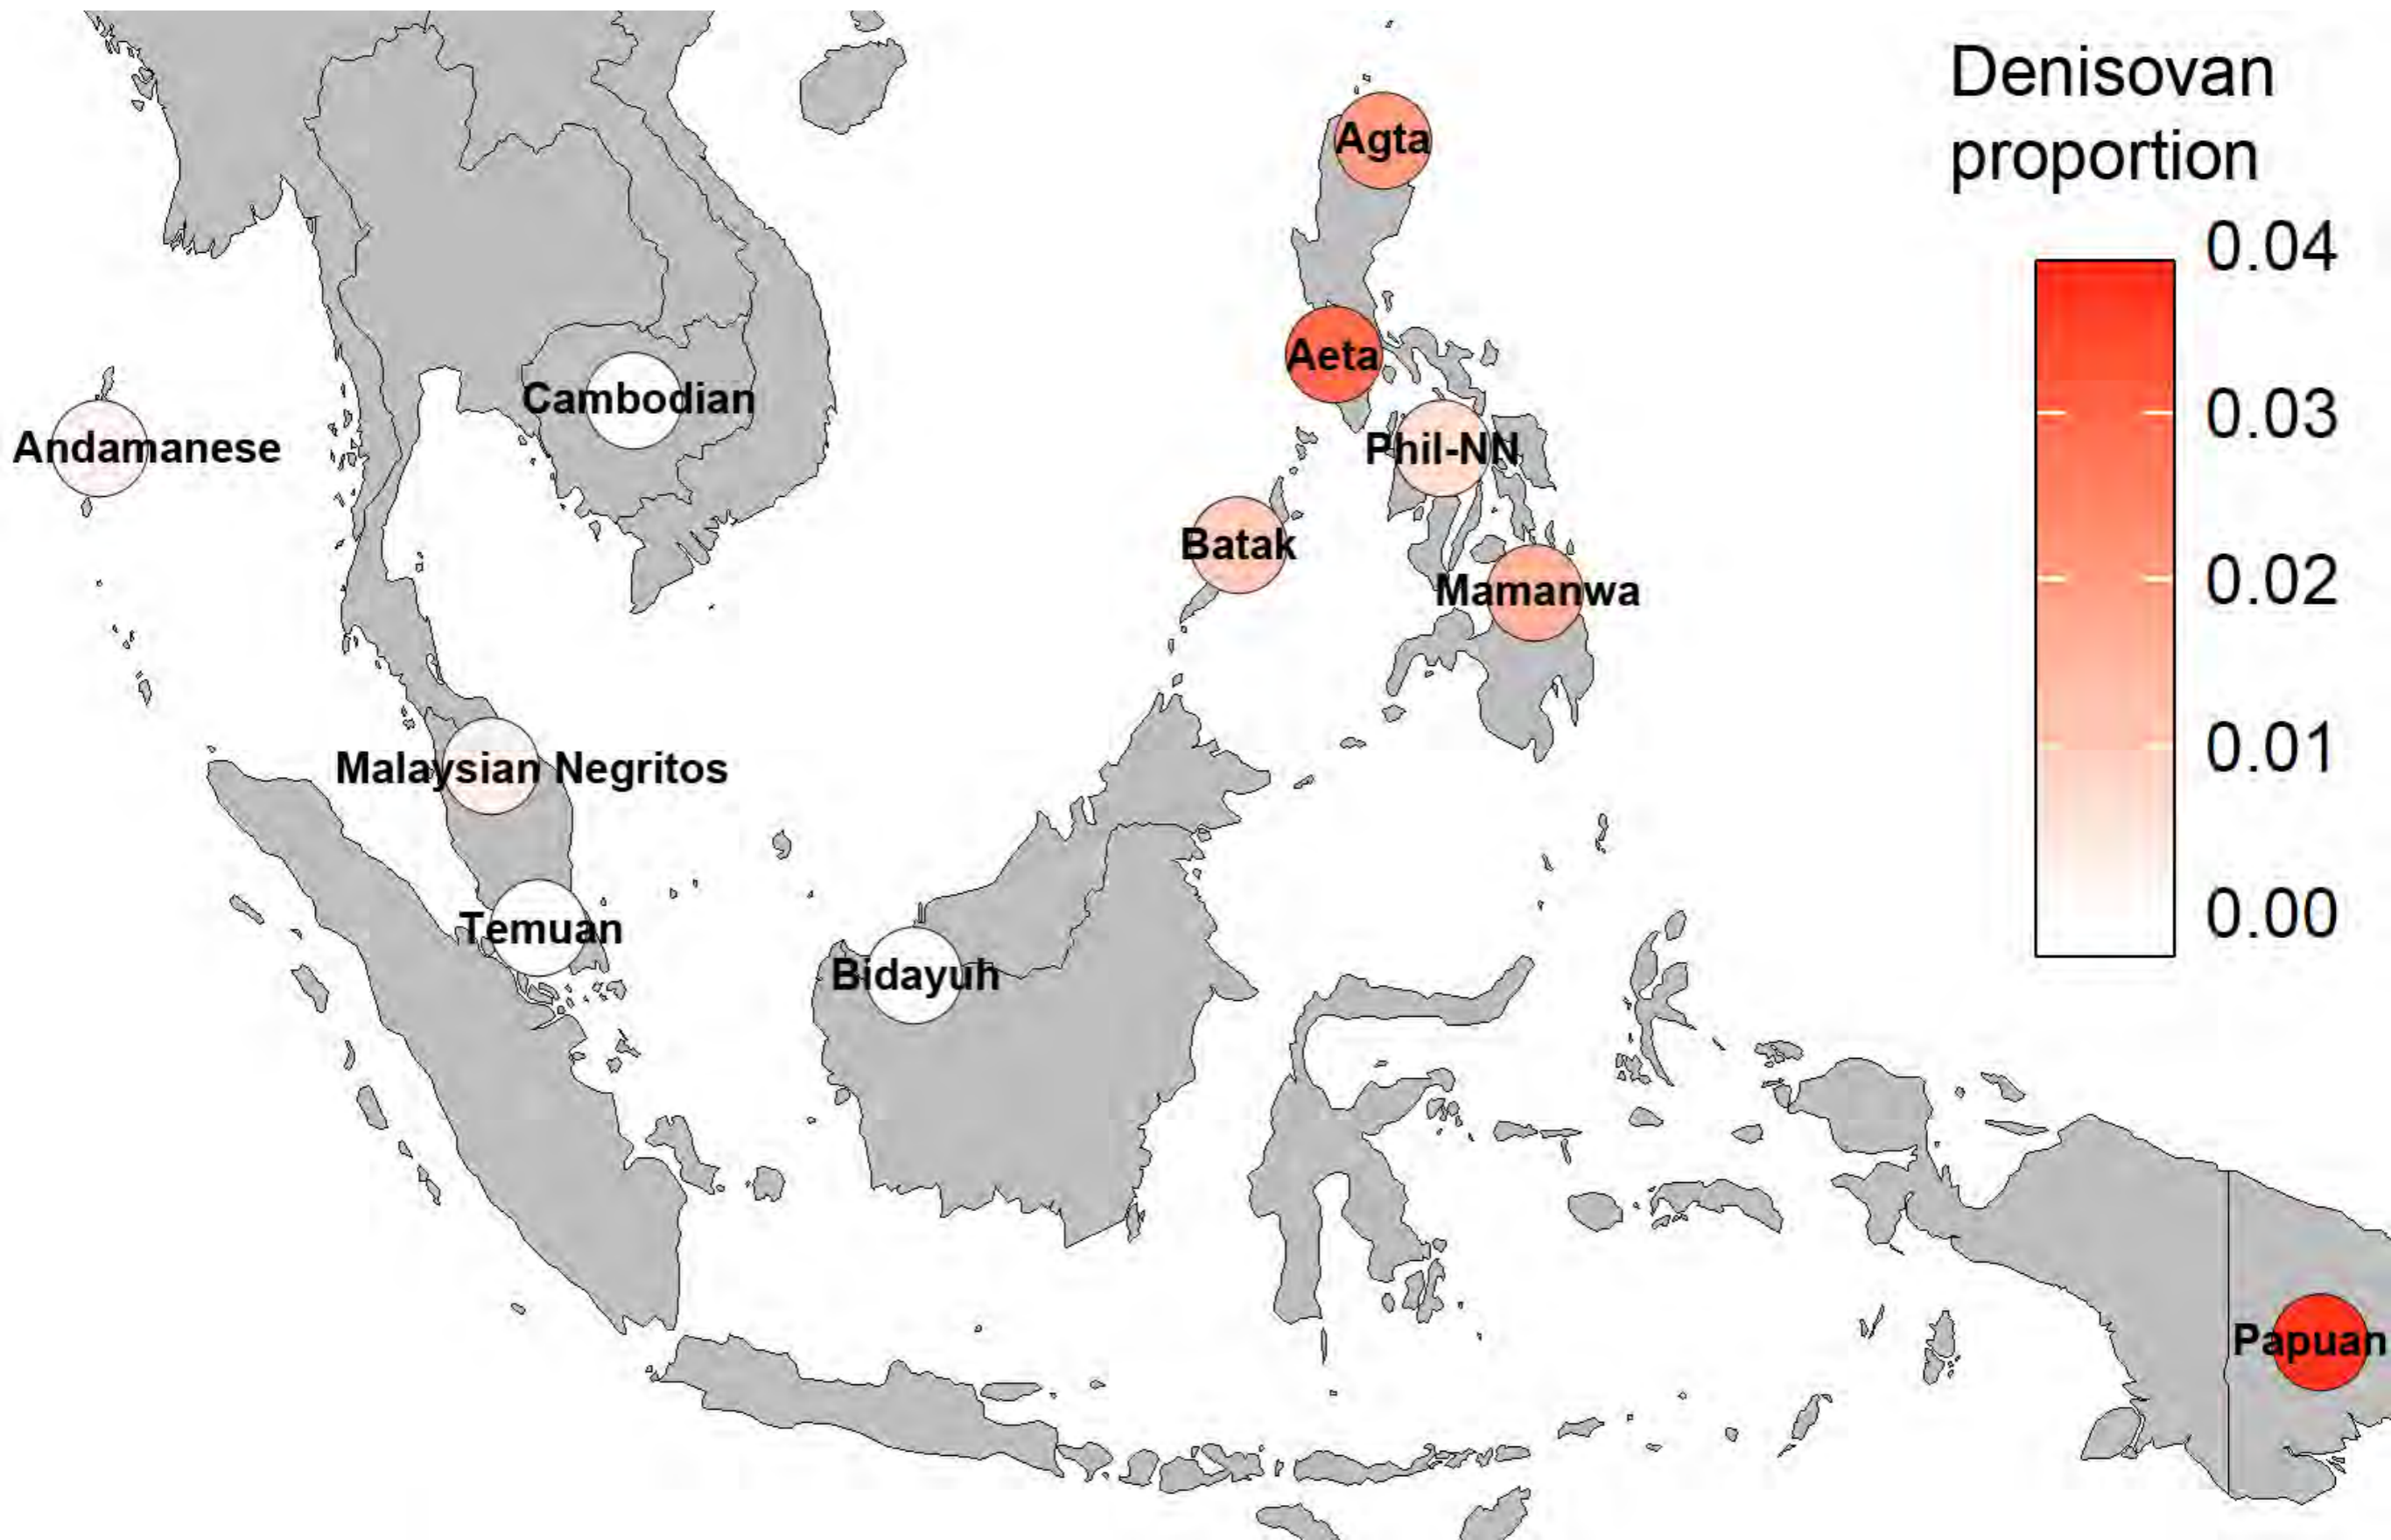 Denisovan
proportion
0.04
0.03
0.02
0.01
0.00
Agta
Aeta
Cambodian
Andamanese
Phil-NN
Batak
Mamanwa
Malaysian Negritos
Temuan
Bidayuh
Papuan